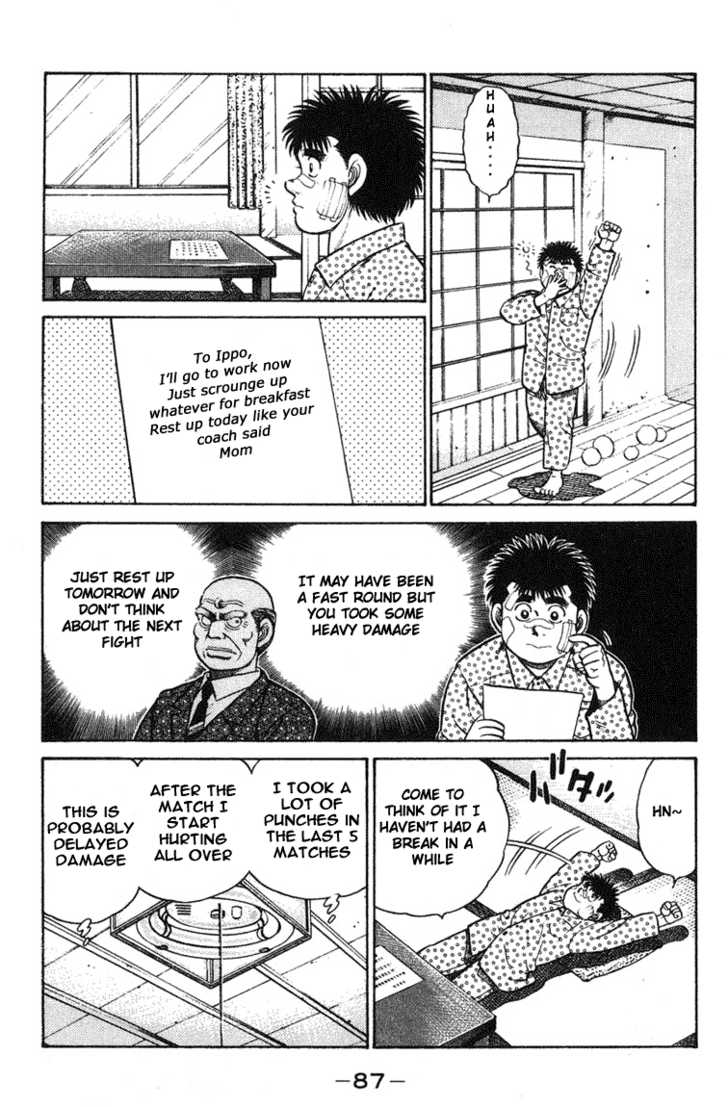 HUAH....
To Ippo,
I'll go to work now
Just scrounge up
whatever for breakfast
Rest up today like your
coach said
Mom
IT MAY HAVE BEEN
A FAST ROUND BUT
YOU TOOK SOME
HEAVY DAMAGE
JUST REST UP
TOMORROW AND
DON'T THINK
ABOUT THE NEXT
FIGHT
HN~
ドタッ
COME TO
THINK OF IT I
HAVEN'T HAD A
BREAK IN A
WHILE
I TOOK A
LOT OF
PUNCHES IN
THE LAST 5
MATCHES
AFTER THE
MATCH I
START
HURTING
ALL OVER
THIS IS
PROBABLY
DELAYED
DAMAGE
—87—